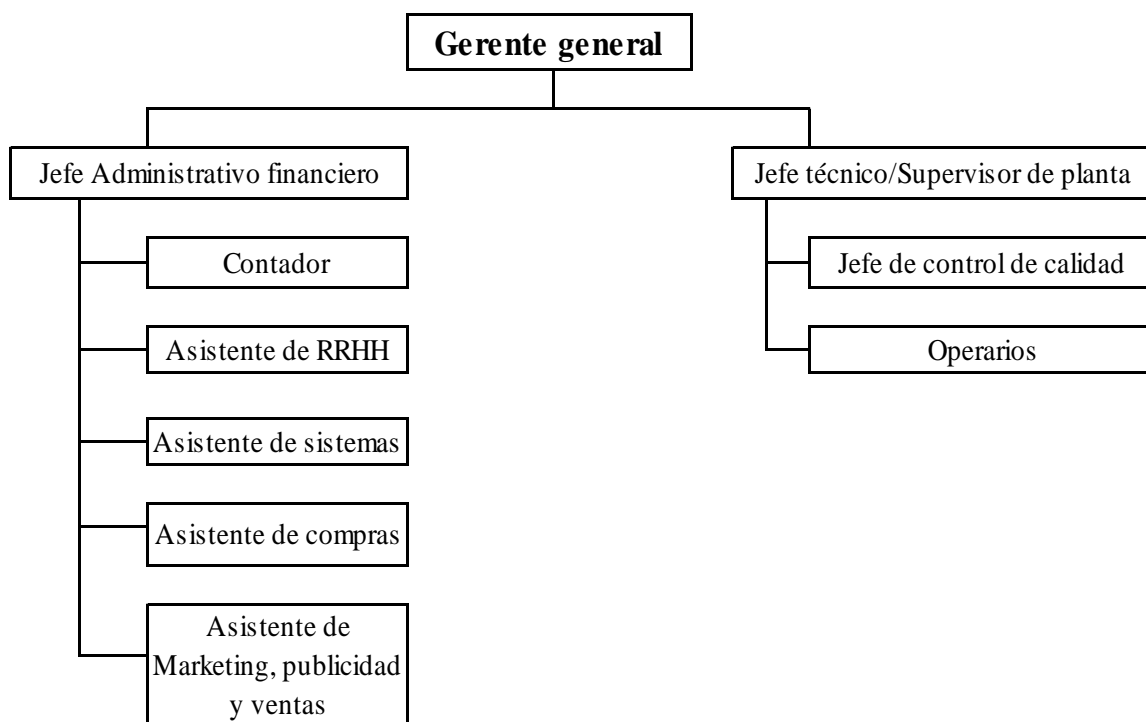 Gerente general
Jefe Administrativo financiero
Jefe técnico/Supervisor de planta
Contador
Jefe de control de calidad
Asistente de RRHH
Operarios
Asistente de sistemas
Asistente de compras
Asistente de
Marketing, publicidad
y ventas